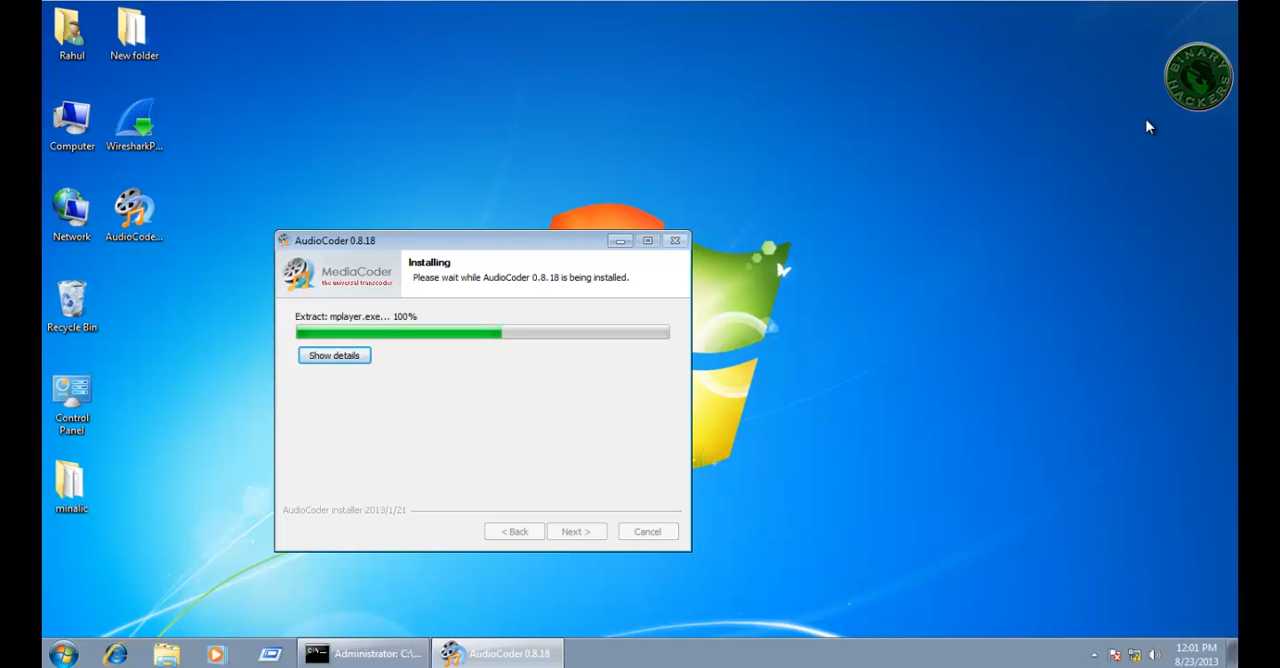 Rahul
New folder
BINARY
HACKERS
Computer
WiresharkP...
Network
AudioCode...
AudioCoder 0.8.18
MediaCoder
the universal transcoder
Installing
Please wait while AudioCoder 0.8.18 is being installed.
Extract: mplayer.exe... 100%
Show details
Recycle Bin
Control
Panel
minalic
AudioCoder Installer 2013/1/21
< Back
Next >
Cancel
Administrator: C:\...
AudioCoder 0.8.18
12:01 PM
8/23/2013